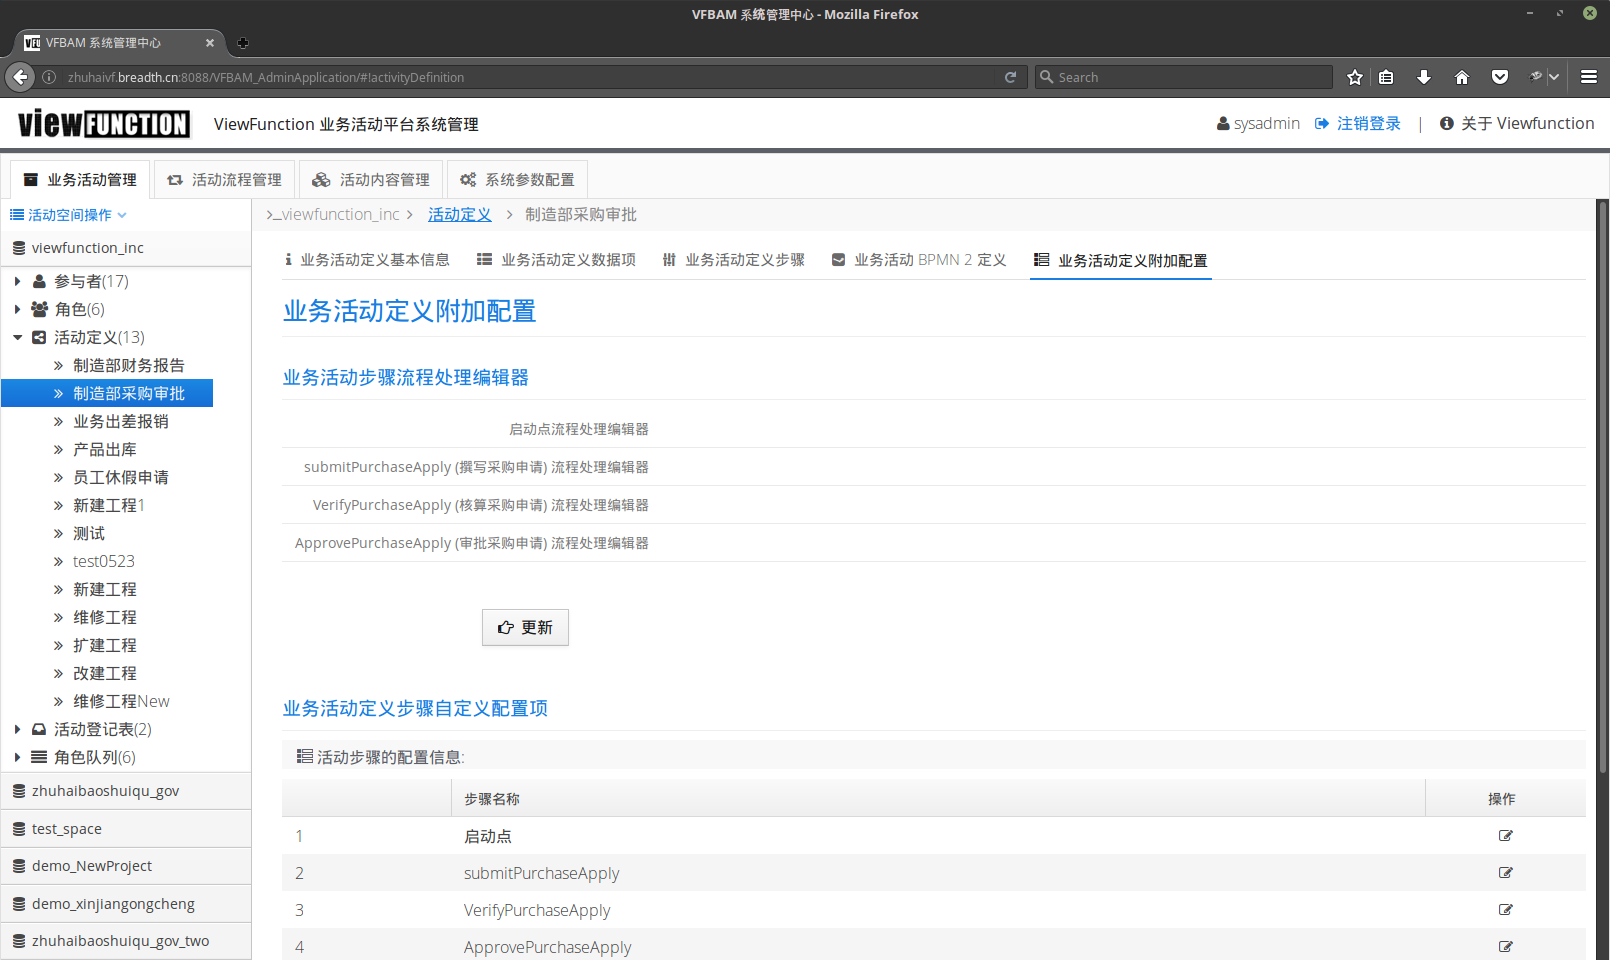 VFBAM 系统管理中心 - Mozilla Firefox
VFBAM 系统管理中心
zhuhaivf.breadth.cn:8088/VFBAM_AdminApplication/#!activityDefinition
Search
viewFUNCTION
ViewFunction 业务活动平台系统管理
sysadmin 注销登录 | 关于 Viewfunction
业务活动管理
活动流程管理
活动内容管理
系统参数配置
活动空间操作
viewfunction_inc
参与者(17)
角色(6)
活动定义(13)
制造部财务报告
制造部采购审批
业务出差报销
产品出库
员工休假申请
新建工程1
测试
test0523
新建工程
维修工程
扩建工程
改建工程
维修工程New
活动登记表(2)
角色队列(6)
zhuhaibaoshuiqu_gov
test_space
demo_NewProject
demo_xinjiangongcheng
zhuhaibaoshuiqu_gov_two
>_viewfunction_inc > 活动定义 > 制造部采购审批
业务活动定义基本信息
业务活动定义数据项
业务活动定义步骤
业务活动 BPMN 2 定义
业务活动定义附加配置
业务活动定义附加配置
业务活动步骤流程处理编辑器
启动点流程处理编辑器
submitPurchaseApply (撰写采购申请) 流程处理编辑器
VerifyPurchaseApply (核算采购申请) 流程处理编辑器
ApprovePurchaseApply (审批采购申请) 流程处理编辑器
更新
业务活动定义步骤自定义配置项
活动步骤的配置信息:
步骤名称 操作
1 启动点
2 submitPurchaseApply
3 VerifyPurchaseApply
4 ApprovePurchaseApply